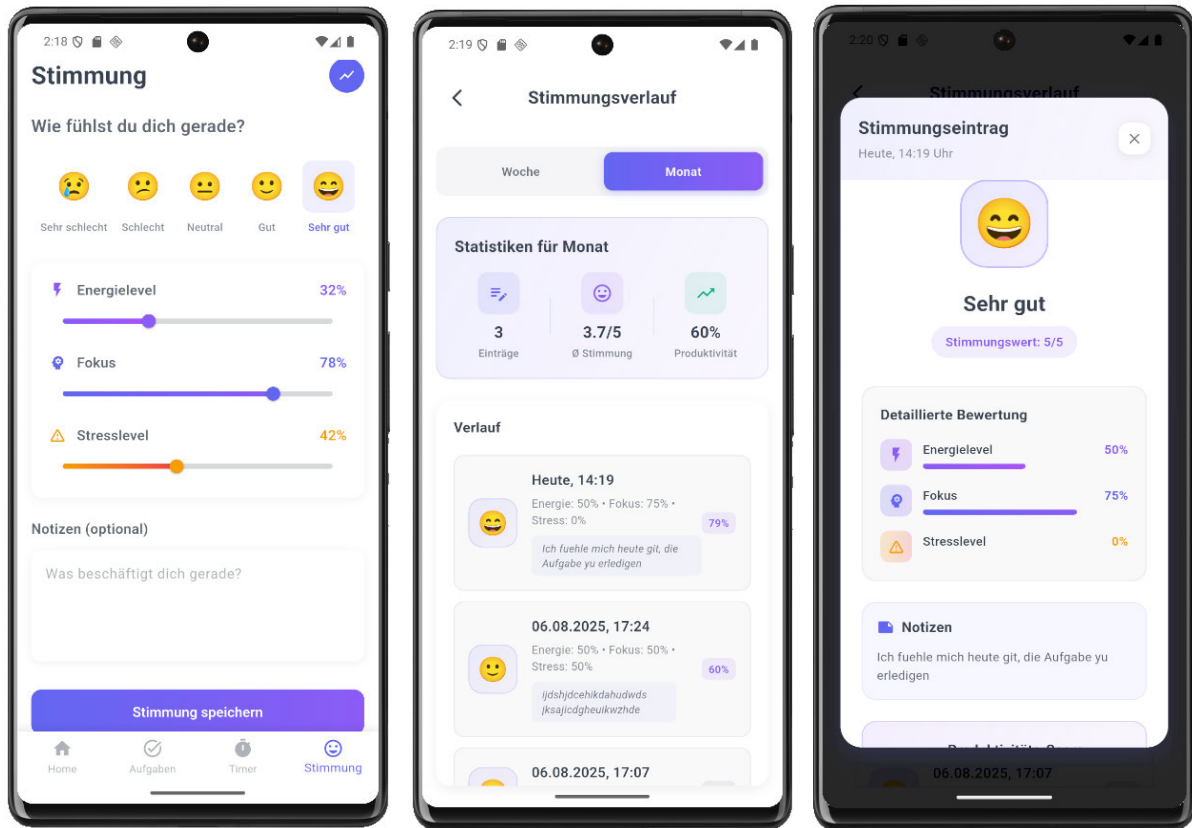 2:18
Stimmung
Wie fühlst du dich gerade?
Sehr schlecht Schlecht Neutral Gut Sehr gut
Energielevel 32%
Fokus 78%
Stresslevel 42%
Notizen (optional)
Was beschäftigt dich gerade?
Stimmung speichern
Home Aufgaben Timer Stimmung
2:19
Stimmungsverlauf
Woche Monat
Statistiken für Monat
3 3.7/5 60%
Einträge Ø Stimmung Produktivität
Verlauf
Heute, 14:19
Energie: 50% • Fokus: 75% •
Stress: 0%
79%
Ich fuehle mich heute git, die
Aufgabe yu erledigen
06.08.2025, 17:24
Energie: 50% • Fokus: 50% •
Stress: 50%
60%
ijdshjdcehikdahudwds
jksajicdgheuikwzhde
06.08.2025, 17:07
2:20
Stimmungsverlauf
Stimmungseintrag
Heute, 14:19 Uhr
Sehr gut
Stimmungswert: 5/5
Detaillierte Bewertung
Energielevel 50%
Fokus 75%
Stresslevel 0%
Notizen
Ich fuehle mich heute git, die Aufgabe yu
erledigen
06.08.2025, 17:07